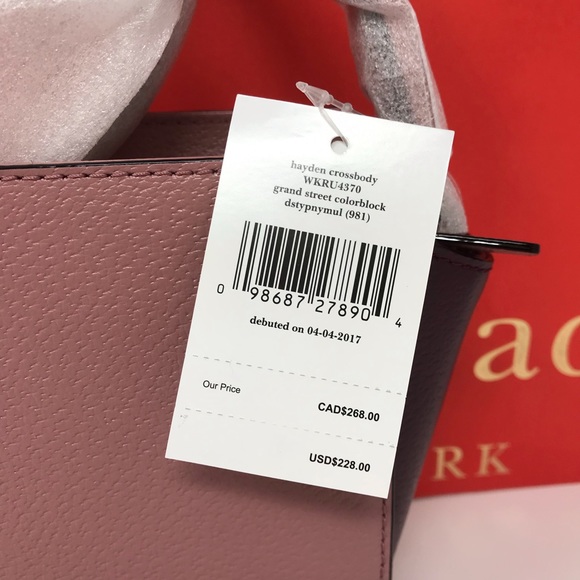 hayden crossbody
WKRU4370
grand street colorblock
dstypnymul (981)
0 98687 27890 4
debuted on 04-04-2017
Our Price
CAD$268.00
USD$228.00
ad
RK